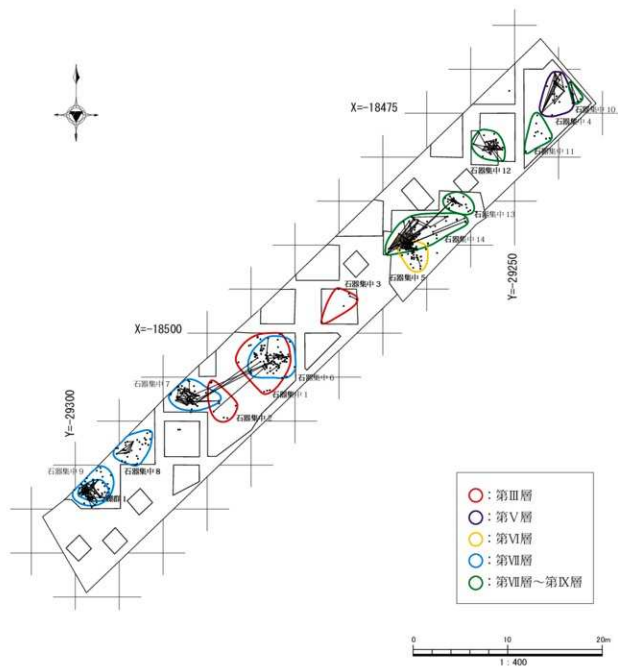 X=-18475
石器集中 10
石器集中 4
石器集中 11
石器集中 12
石器集中 13
石器集中 14
Y=-29250
石器集中 5
石器集中 3
X=-18500
石器集中 6
石器集中 7
石器集中 1
石器集中 2
Y=-29300
石器集中 8
石器集中 9
礫群 1
：第Ⅲ層
：第Ⅴ層
：第Ⅵ層
：第Ⅶ層
：第Ⅶ層～第Ⅸ層
0 10 20m
1：400